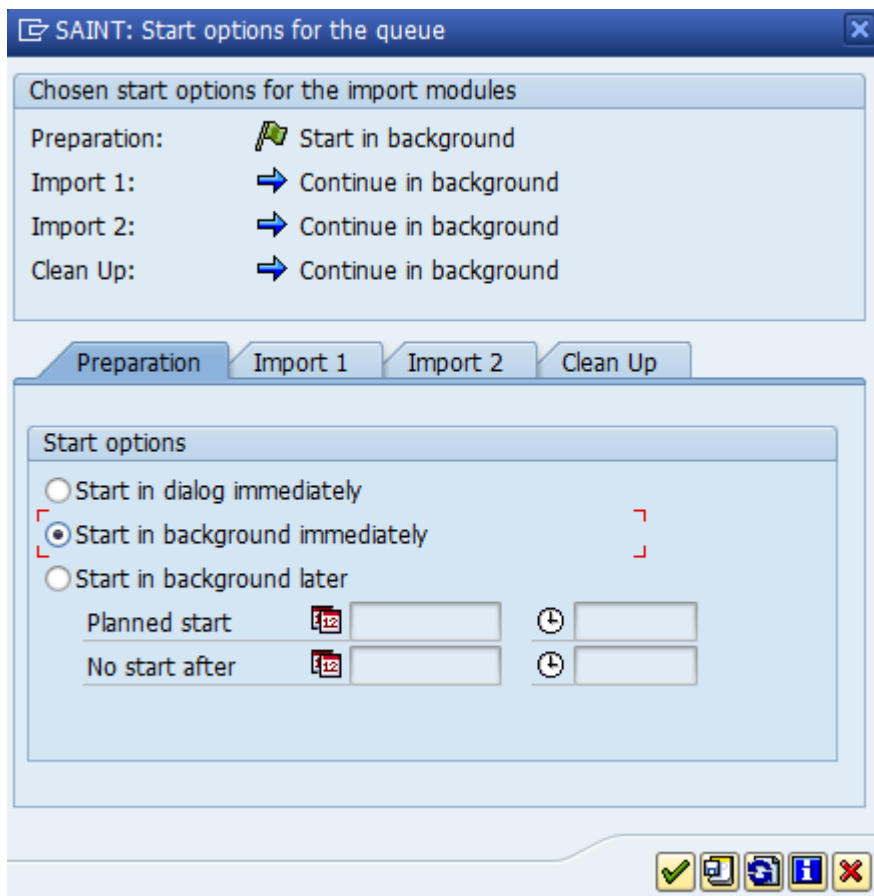 SAINT: Start options for the queue
Chosen start options for the import modules
Preparation: Start in background
Import 1: Continue in background
Import 2: Continue in background
Clean Up: Continue in background
Preparation Import 1 Import 2 Clean Up
Start options
Start in dialog immediately
Start in background immediately
Start in background later
Planned start
No start after